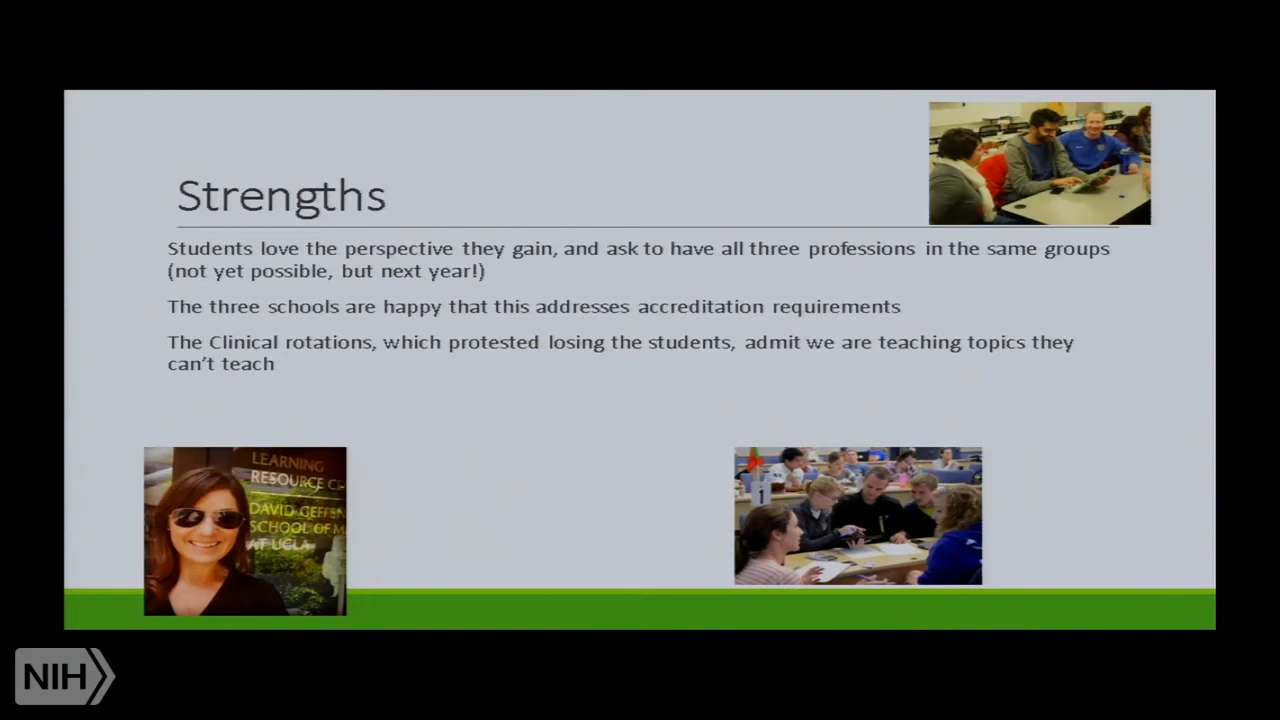 Strengths
Students love the perspective they gain, and ask to have all three professions in the same groups
(not yet possible, but next year!)
The three schools are happy that this addresses accreditation requirements
The Clinical rotations, which protested losing the students, admit we are teaching topics they
can't teach
LEARNING
RESOURCE CE
DAVID GEFFEN
SCHOOL OF M
AT UCLA
1
NIH